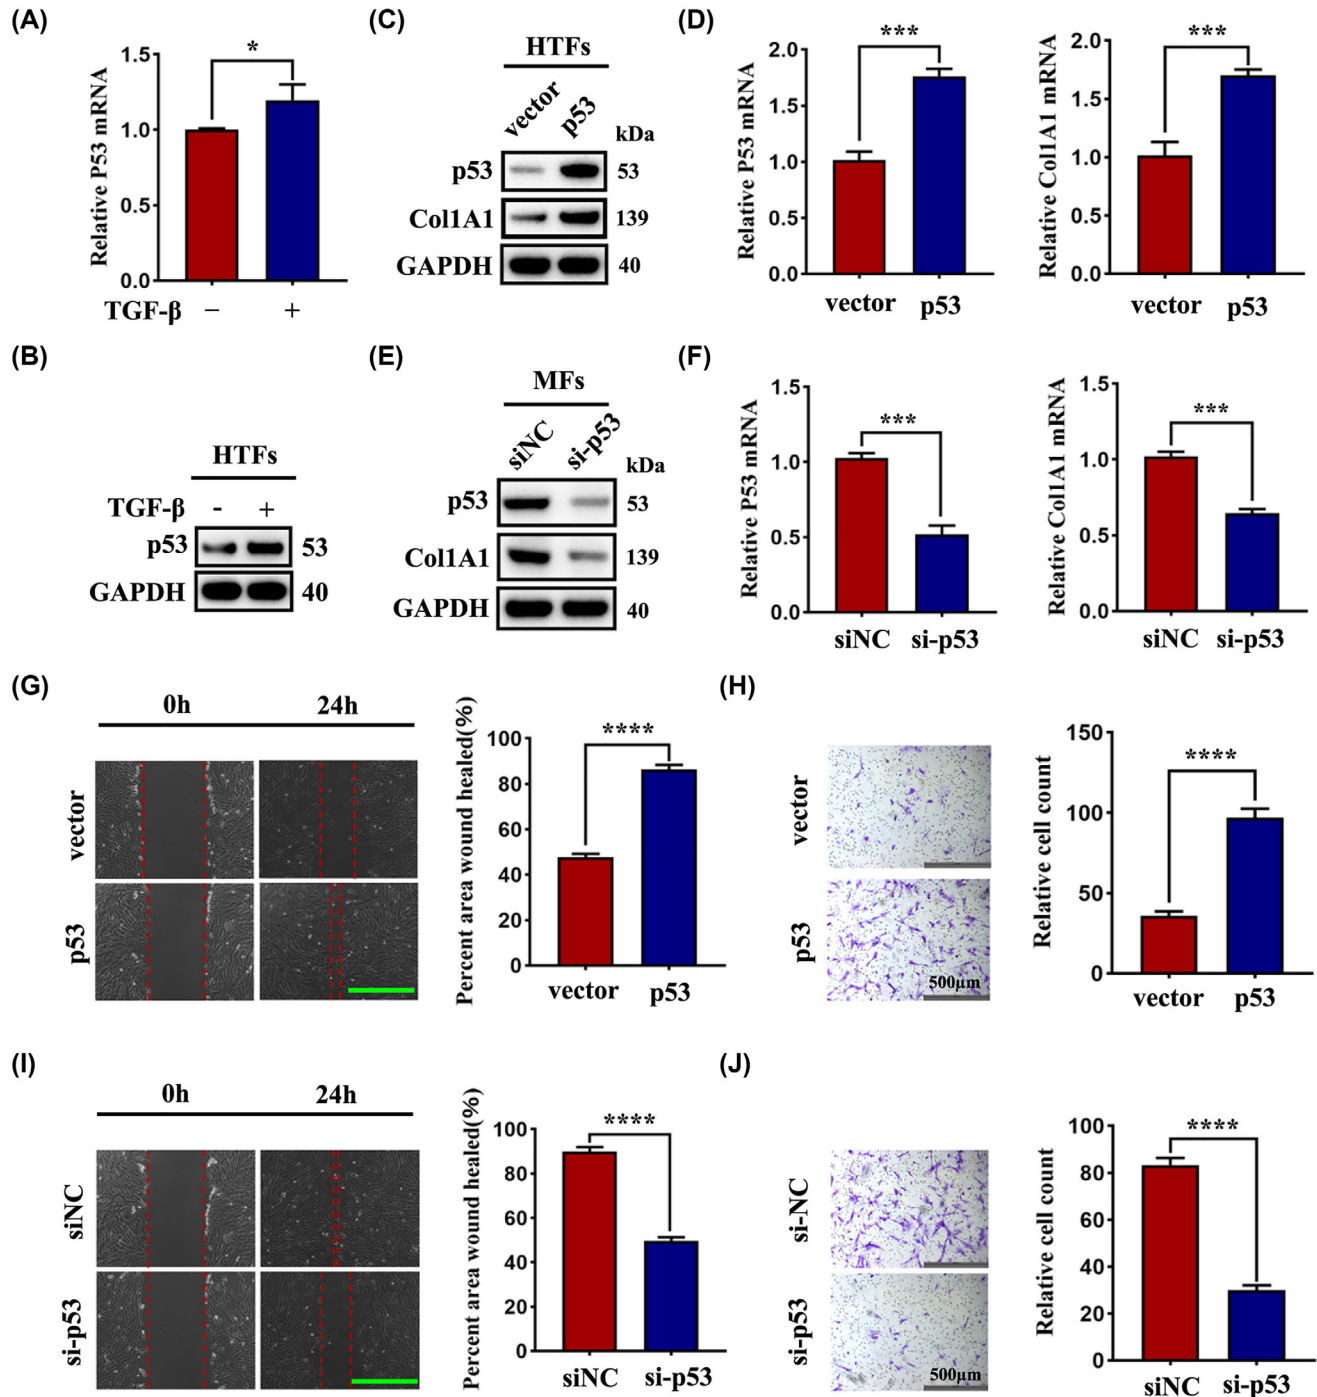 (A)
Relative P53 mRNA
1.5
1.0
0.5
0.0
*
TGF-β − +
(B)
HTFs
TGF-β - +
p53 53
GAPDH 40
(C)
HTFs
vector p53
kDa
p53 53
Col1A1 139
GAPDH 40
(D)
Relative P53 mRNA
2.0
1.5
1.0
0.5
0.0
***
vector p53
Relative Col1A1 mRNA
2.0
1.5
1.0
0.5
0.0
***
vector p53
(E)
MFs
siNC si-p53
kDa
p53 53
Col1A1 139
GAPDH 40
(F)
Relative P53 mRNA
1.5
1.0
0.5
0.0
***
siNC si-p53
Relative Col1A1 mRNA
1.5
1.0
0.5
0.0
***
siNC si-p53
(G)
0h 24h
vector
p53
Percent area wound healed(%)
100
80
60
40
20
0
****
vector p53
(H)
vector
p53
500μm
Relative cell count
150
100
50
0
****
vector p53
(I)
0h 24h
siNC
si-p53
Percent area wound healed(%)
100
80
60
40
20
0
****
siNC si-p53
(J)
si-NC
si-p53
500μm
Relative cell count
100
80
60
40
20
0
****
siNC si-p53